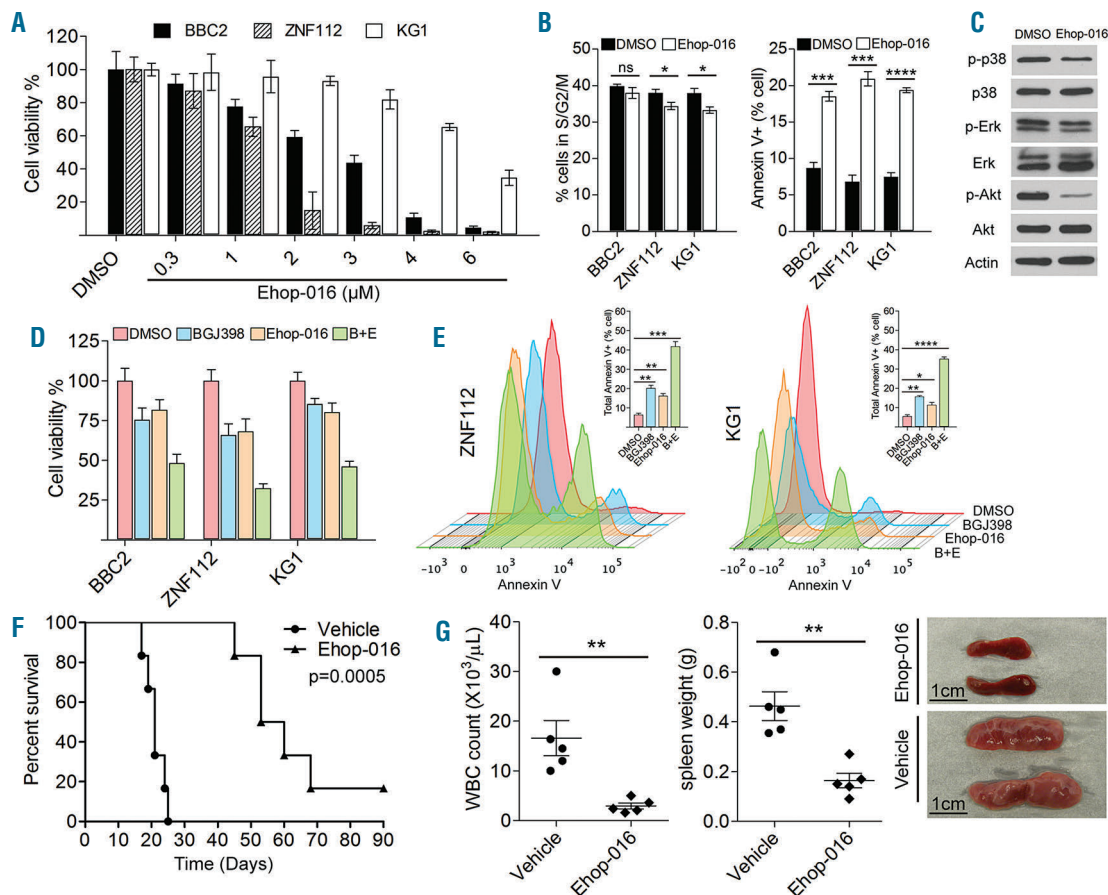 A
BBC2 ZNF112 KG1
Cell viability %
120
100
80
60
40
20
DMSO
0.3
1
2
3
4
6
Ehop-016 (μM)
B
DMSO Ehop-016
% cells in S/G2/M
50
40
30
20
10
0
ns
*
*
BBC2
ZNF112
KG1
DMSO Ehop-016
Annexin V+ (% cell)
25
20
15
10
5
0
***
***
****
BBC2
ZNF112
KG1
C
DMSO Ehop-016
p-p38
p38
p-Erk
Erk
p-Akt
Akt
Actin
D
DMSO BGJ398 Ehop-016 B+E
Cell viability %
125
100
75
50
25
BBC2
ZNF112
KG1
E
ZNF112
Total Annexin V+ (% cell)
60
50
40
30
20
10
***
**
**
DMSO
BGJ398
Ehop-016
B+E
-10³ 0 10³ 10⁴ 10⁵
Annexin V
KG1
Total Annexin V+ (% cell)
60
50
40
30
20
10
****
*
**
DMSO
BGJ398
Ehop-016
B+E
DMSO
BGJ398
Ehop-016
B+E
-10² 0 10² 10³ 10⁴ 10⁵
Annexin V
F
Vehicle
Ehop-016
p=0.0005
Percent survival
100
80
60
40
20
0
0 10 20 30 40 50 60 70 80 90
Time (Days)
G
WBC count (X10³/μL)
40
30
20
10
0
**
Vehicle
Ehop-016
spleen weight (g)
0.8
0.6
0.4
0.2
0.0
**
Vehicle
Ehop-016
Ehop-016
1cm
Vehicle
1cm